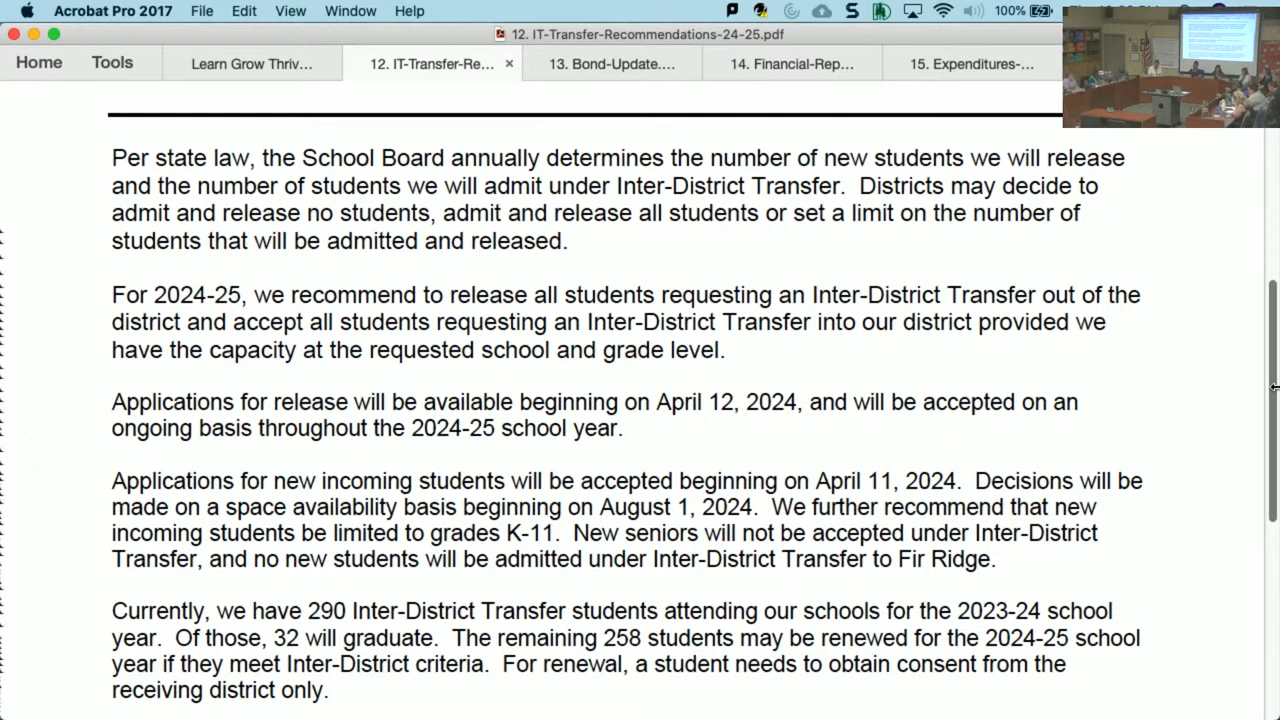 Acrobat Pro 2017 File Edit View Window Help 100%
12. IT-Transfer-Recommendations-24-25.pdf
Home Tools Learn Grow Thriv... 12. IT-Transfer-Re... × 13. Bond-Update.... 14. Financial-Rep... 15. Expenditures-...
Per state law, the School Board annually determines the number of new students we will release
and the number of students we will admit under Inter-District Transfer. Districts may decide to
admit and release no students, admit and release all students or set a limit on the number of
students that will be admitted and released.
For 2024-25, we recommend to release all students requesting an Inter-District Transfer out of the
district and accept all students requesting an Inter-District Transfer into our district provided we
have the capacity at the requested school and grade level.
Applications for release will be available beginning on April 12, 2024, and will be accepted on an
ongoing basis throughout the 2024-25 school year.
Applications for new incoming students will be accepted beginning on April 11, 2024. Decisions will be
made on a space availability basis beginning on August 1, 2024. We further recommend that new
incoming students be limited to grades K-11. New seniors will not be accepted under Inter-District
Transfer, and no new students will be admitted under Inter-District Transfer to Fir Ridge.
Currently, we have 290 Inter-District Transfer students attending our schools for the 2023-24 school
year. Of those, 32 will graduate. The remaining 258 students may be renewed for the 2024-25 school
year if they meet Inter-District criteria. For renewal, a student needs to obtain consent from the
receiving district only.